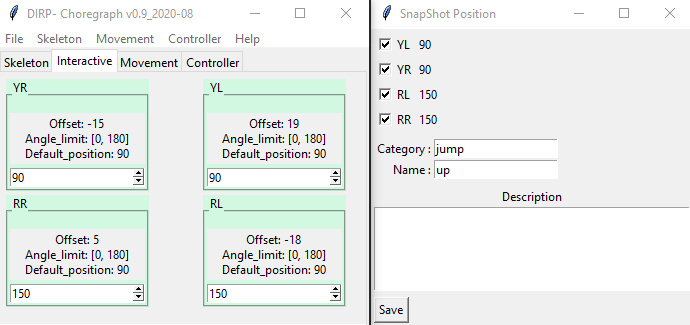 DIRP- Choregraph v0.9_2020-08
File Skeleton Movement Controller Help
Skeleton Interactive Movement Controller
YR
Offset: -15
Angle_limit: [0, 180]
Default_position: 90
90
YL
Offset: 19
Angle_limit: [0, 180]
Default_position: 90
90
RR
Offset: 5
Angle_limit: [0, 180]
Default_position: 90
150
RL
Offset: -18
Angle_limit: [0, 180]
Default_position: 90
150
SnapShot Position
YL 90
YR 90
RL 150
RR 150
Category : jump
Name : up
Description
Save